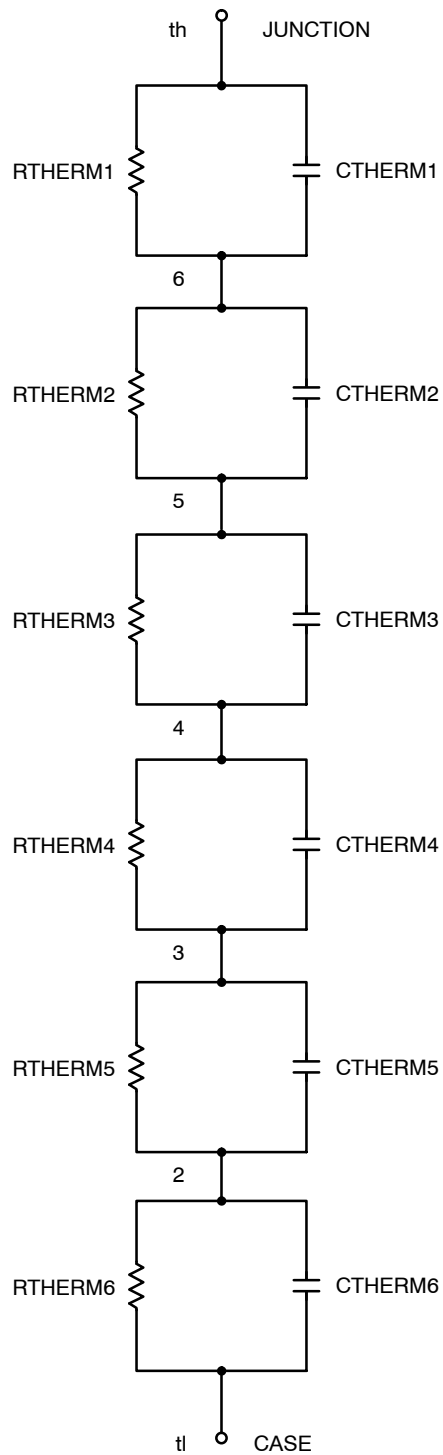 th JUNCTION
RTHERM1 CTHERM1
6
RTHERM2 CTHERM2
5
RTHERM3 CTHERM3
4
RTHERM4 CTHERM4
3
RTHERM5 CTHERM5
2
RTHERM6 CTHERM6
tl CASE